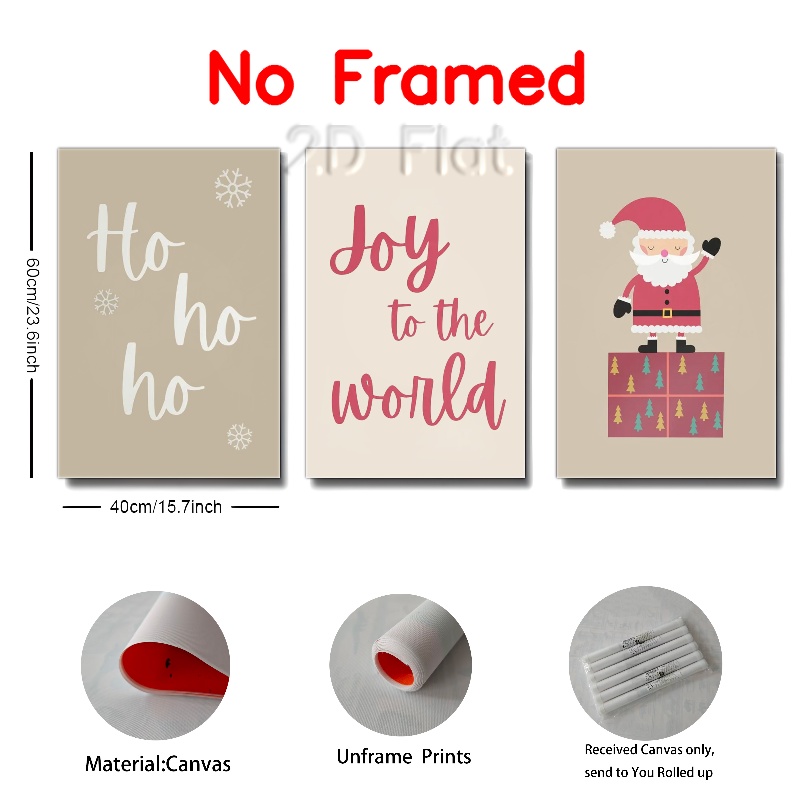 No Framed
2.D Flat.
Ho
ho
ho
Joy
to the
world
60cm/23.6inch
40cm/15.7inch
Material:Canvas
Unframe Prints
Received Canvas only,
send to You Rolled up